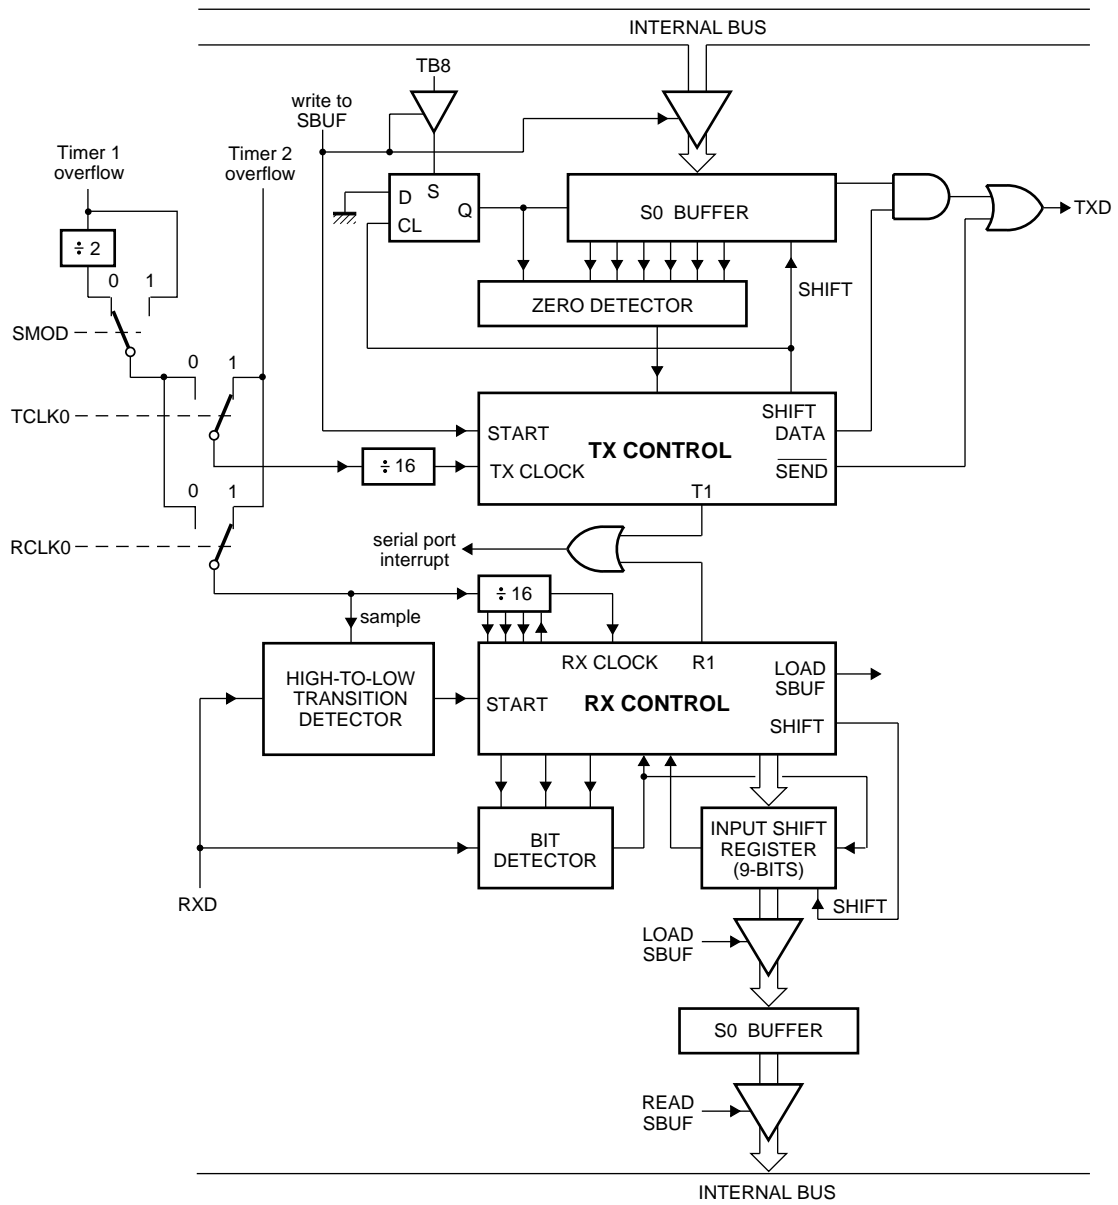 INTERNAL BUS
TB8
write to
SBUF
Timer 1
overflow
Timer 2
overflow
D
S
Q
CL
S0 BUFFER
TXD
÷ 2
0
1
SHIFT
ZERO DETECTOR
SMOD
0
1
TCLK0
START
TX CONTROL
SHIFT
DATA
TX CLOCK
SEND
÷ 16
T1
0
1
RCLK0
serial port
interrupt
÷ 16
sample
HIGH-TO-LOW
TRANSITION
DETECTOR
RX CLOCK
R1
LOAD
SBUF
START
RX CONTROL
SHIFT
BIT
DETECTOR
INPUT SHIFT
REGISTER
(9-BITS)
RXD
SHIFT
LOAD
SBUF
S0 BUFFER
READ
SBUF
INTERNAL BUS